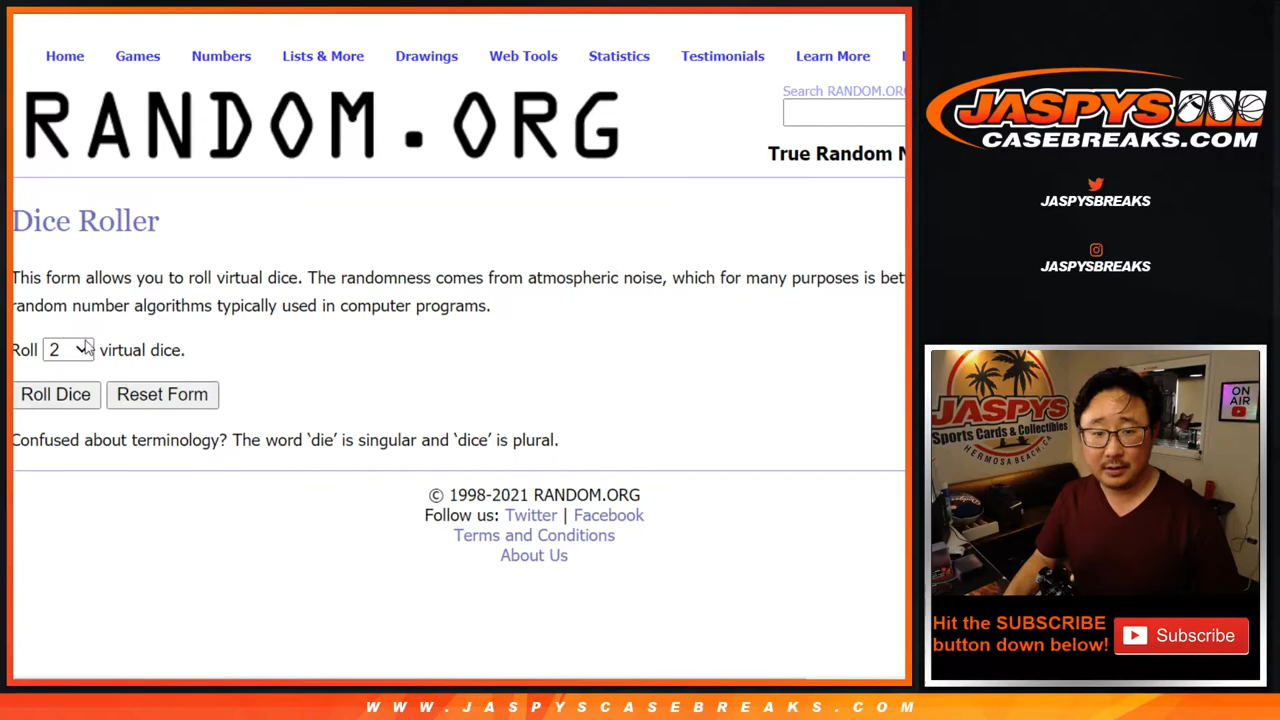 Home Games Numbers Lists & More Drawings Web Tools Statistics Testimonials Learn More
Search RANDOM.ORG
RANDOM.ORG
True Random N
Dice Roller
This form allows you to roll virtual dice. The randomness comes from atmospheric noise, which for many purposes is bet
random number algorithms typically used in computer programs.
Roll 2 virtual dice.
Roll Dice Reset Form
Confused about terminology? The word ‘die’ is singular and ‘dice’ is plural.
© 1998-2021 RANDOM.ORG
Follow us: Twitter | Facebook
Terms and Conditions
About Us
JASPYS
CASEBREAKS.COM
JASPYSBREAKS
JASPYSBREAKS
JASPYS
Sports Cards & Collectibles
HERMOSA BEACH, CA
ON
AIR
Hit the SUBSCRIBE
button down below!
Subscribe
WWW.JASPYSCASEBREAKS.COM